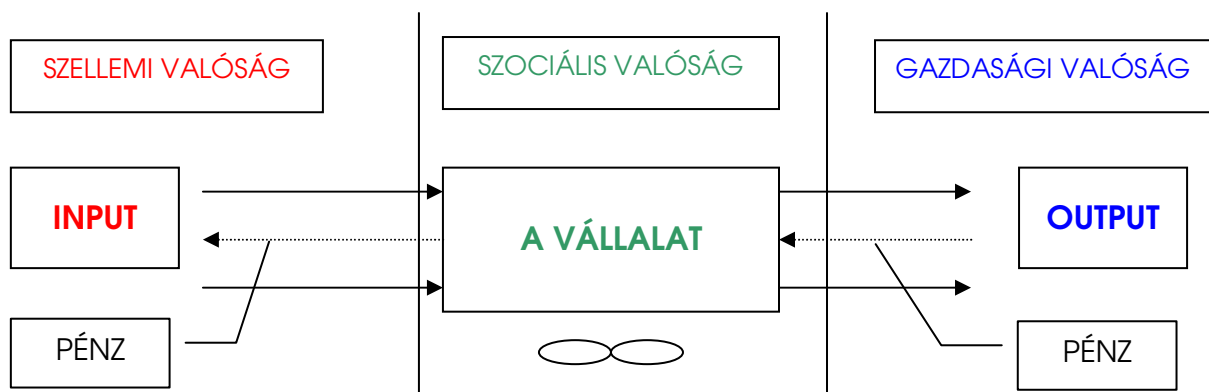 SZELLEMI VALÓSÁG
SZOCIÁLIS VALÓSÁG
GAZDASÁGI VALÓSÁG
INPUT
A VÁLLALAT
OUTPUT
PÉNZ
PÉNZ